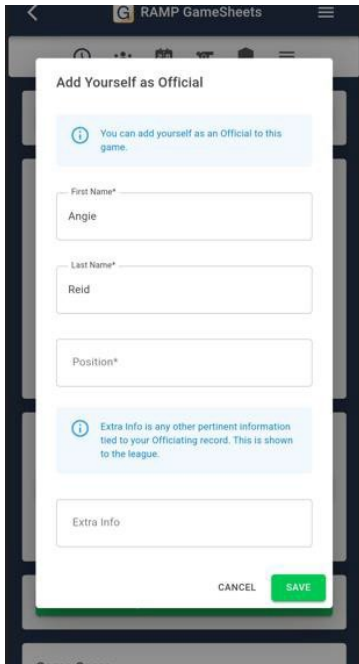 RAMP GameSheets
Add Yourself as Official
You can add yourself as an Official to this
game.
First Name*
Angie
Last Name*
Reid
Position*
Extra Info is any other pertinent information
tied to your Officiating record. This is shown
to the league.
Extra Info
CANCEL SAVE